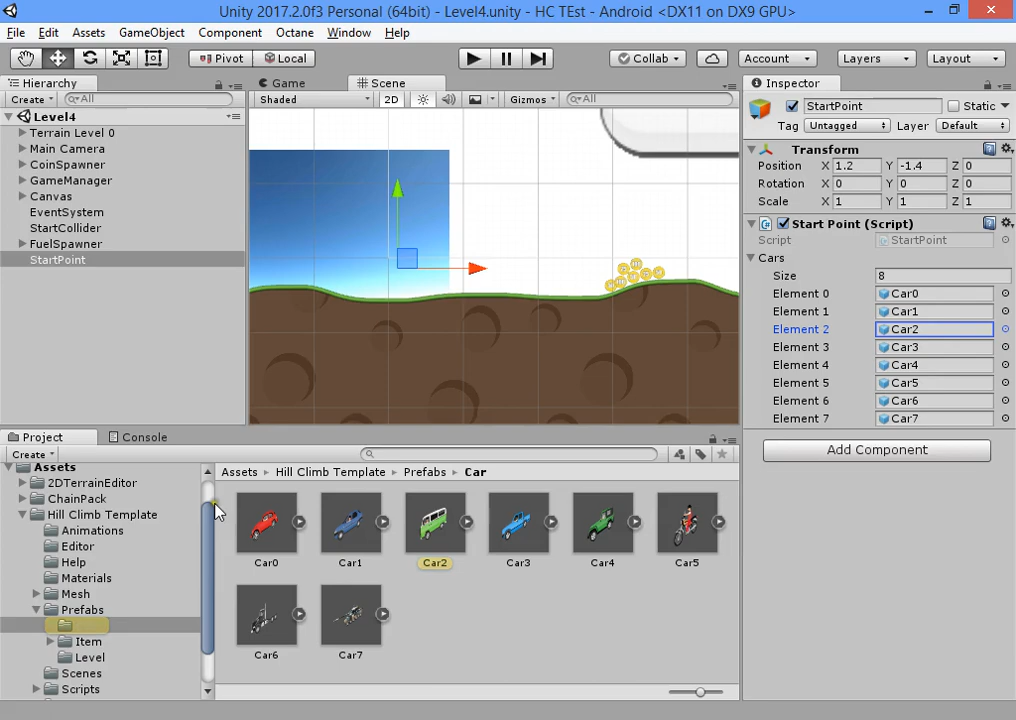 Unity 2017.2.0f3 Personal (64bit) - Level4.unity - HC TEst - Android <DX11 on DX9 GPU>
File Edit Assets GameObject Component Octane Window Help
Pivot Local Collab Account Layers Layout
Hierarchy
Create All
Level4
Terrain Level 0
Main Camera
CoinSpawner
GameManager
Canvas
EventSystem
StartCollider
FuelSpawner
StartPoint
Game Scene
Shaded 2D Gizmos All
Inspector
StartPoint Static
Tag Untagged Layer Default
Transform
Position X 1.2 Y -1.4 Z 0
Rotation X 0 Y 0 Z 0
Scale X 1 Y 1 Z 1
Start Point (Script)
Script StartPoint
Cars
Size 8
Element 0 Car0
Element 1 Car1
Element 2 Car2
Element 3 Car3
Element 4 Car4
Element 5 Car5
Element 6 Car6
Element 7 Car7
Add Component
Project Console
Create
Assets
2DTerrainEditor
ChainPack
Hill Climb Template
Animations
Editor
Help
Materials
Mesh
Prefabs
Item
Level
Scenes
Scripts
Assets Hill Climb Template Prefabs Car
Car0 Car1 Car2 Car3 Car4 Car5
Car6 Car7